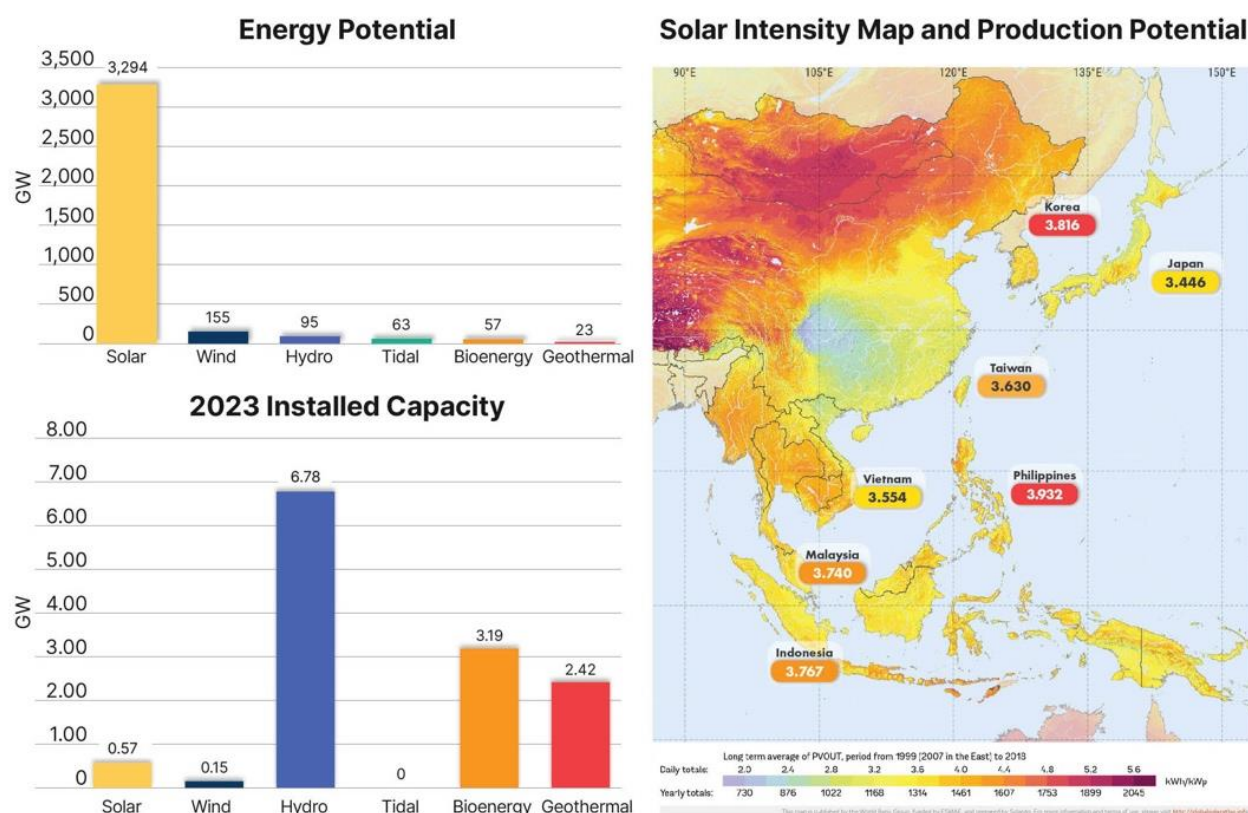 Energy Potential
3,500
3,000
2,500
2,000
1,500
1,000
500
0
GW
3,294
155
95
63
57
23
Solar Wind Hydro Tidal Bioenergy Geothermal
2023 Installed Capacity
8.00
7.00
6.00
5.00
4.00
3.00
2.00
1.00
0
GW
0.57
0.15
6.78
0
3.19
2.42
Solar Wind Hydro Tidal Bioenergy Geothermal
Solar Intensity Map and Production Potential
90°E 105°E 120°E 135°E 150°E
Korea
3.816
Japan
3.446
Taiwan
3.630
Vietnam
3.554
Philippines
3.932
Malaysia
3.740
Indonesia
3.767
Long term average of PVOUT, period from 1999 (2007 in the East) to 2018
Daily totals: 2.0 2.4 2.8 3.2 3.6 4.0 4.4 4.8 5.2 5.6
kWh/kWp
Yearly totals: 730 876 1022 1168 1314 1461 1607 1753 1899 2045